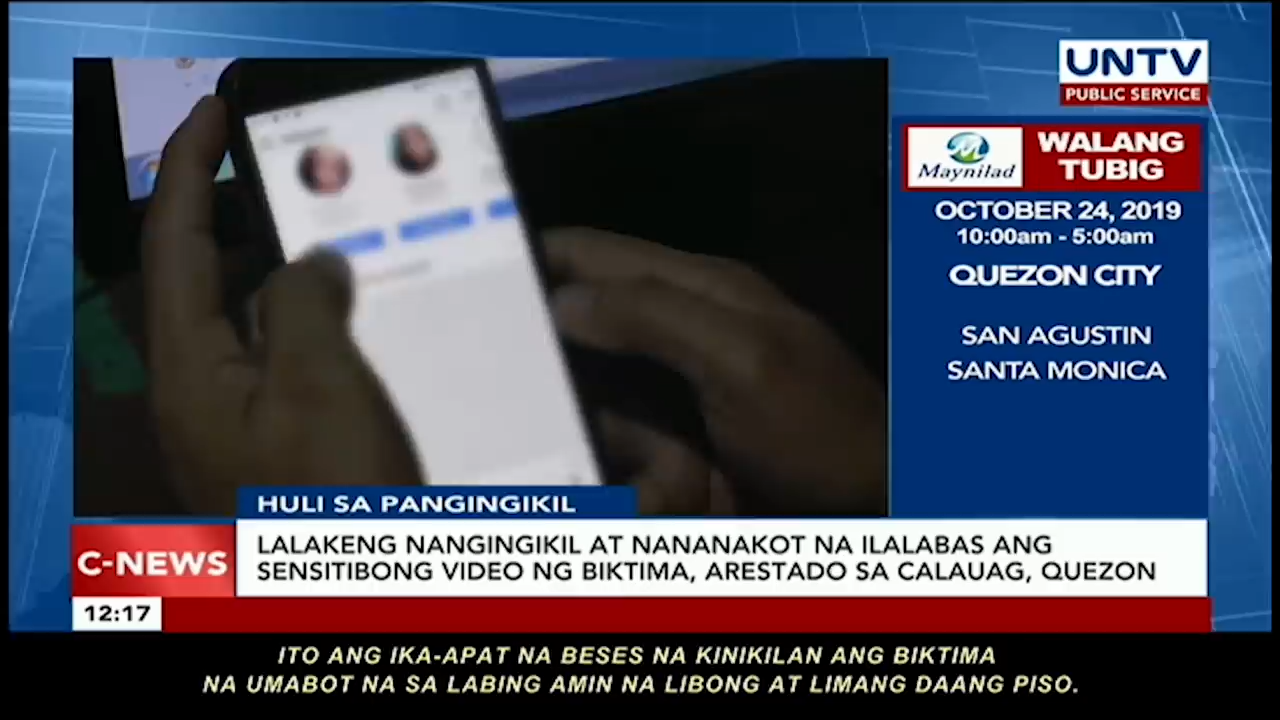 UNTV
PUBLIC SERVICE
Maynilad
WALANG
TUBIG
OCTOBER 24, 2019
10:00am - 5:00am
QUEZON CITY
SAN AGUSTIN
SANTA MONICA
HULI SA PANGINGIKIL
C-NEWS
LALAKENG NANGINGIKIL AT NANANAKOT NA ILALABAS ANG
SENSITIBONG VIDEO NG BIKTIMA, ARESTADO SA CALAUAG, QUEZON
12:17
ITO ANG IKA-APAT NA BESES NA KINIKILAN ANG BIKTIMA
NA UMABOT NA SA LABING AMIN NA LIBONG AT LIMANG DAANG PISO.